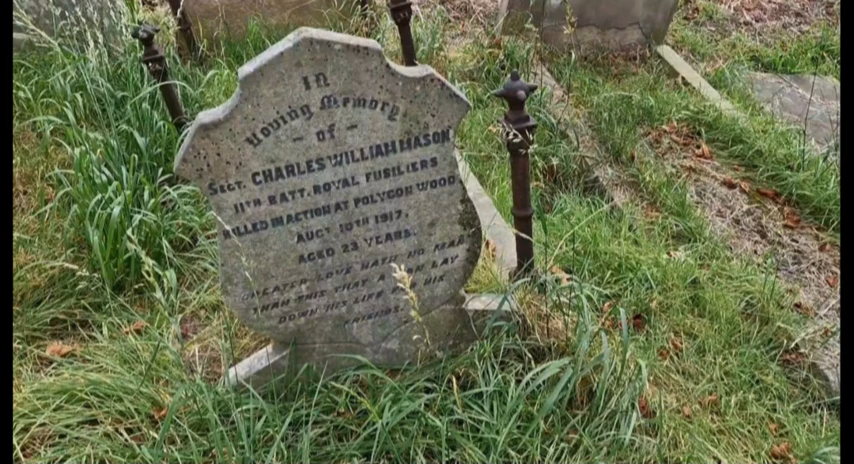 In
Loving Memory
- of -
Sergt. CHARLES WILLIAM MASON
11TH BATT. ROYAL FUSILIERS
KILLED IN ACTION AT POLYGON WOOD
AUGT 10TH 1917.
AGED 23 YEARS.
GREATER LOVE HATH NO MAN
THAN THIS THAT A MAN LAY
DOWN HIS LIFE FOR HIS
FRIENDS.